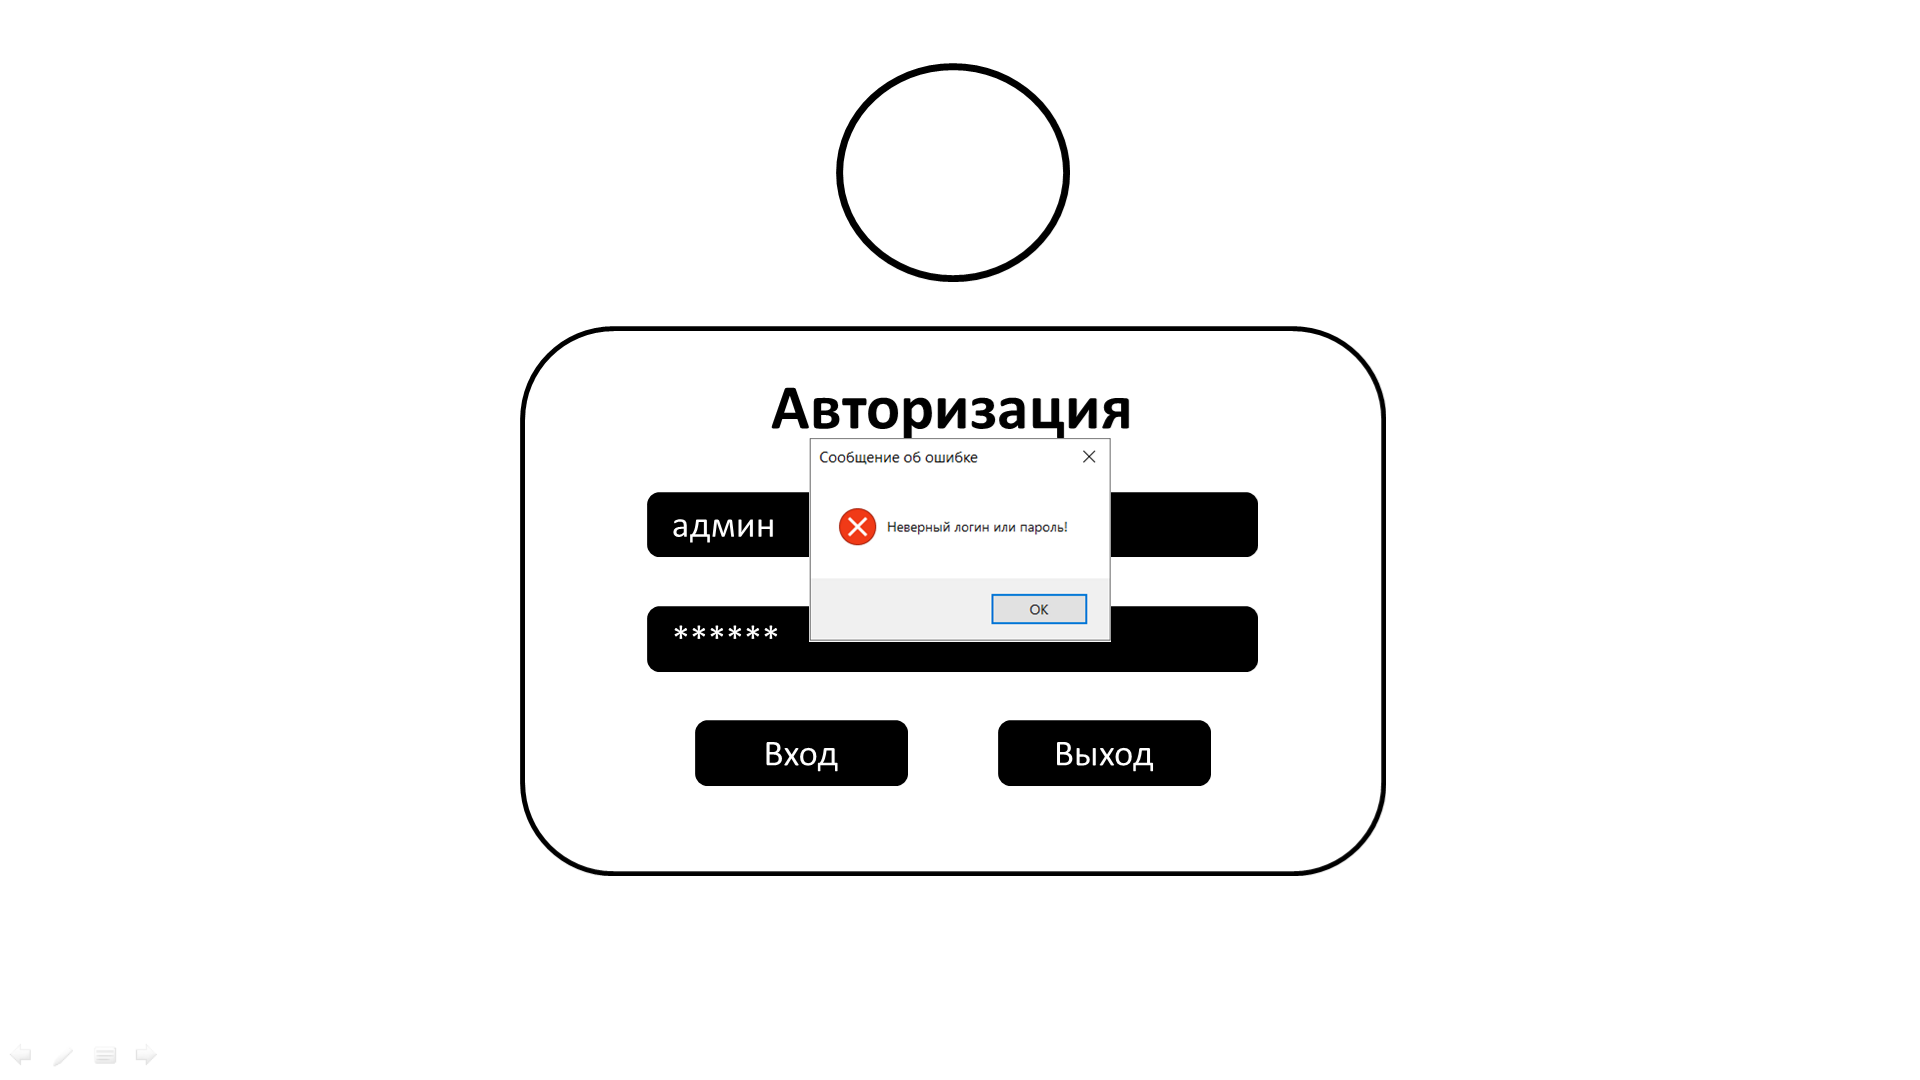 Авторизация
Сообщение об ошибке
админ
Неверный логин или пароль!
OK
******
Вход
Выход